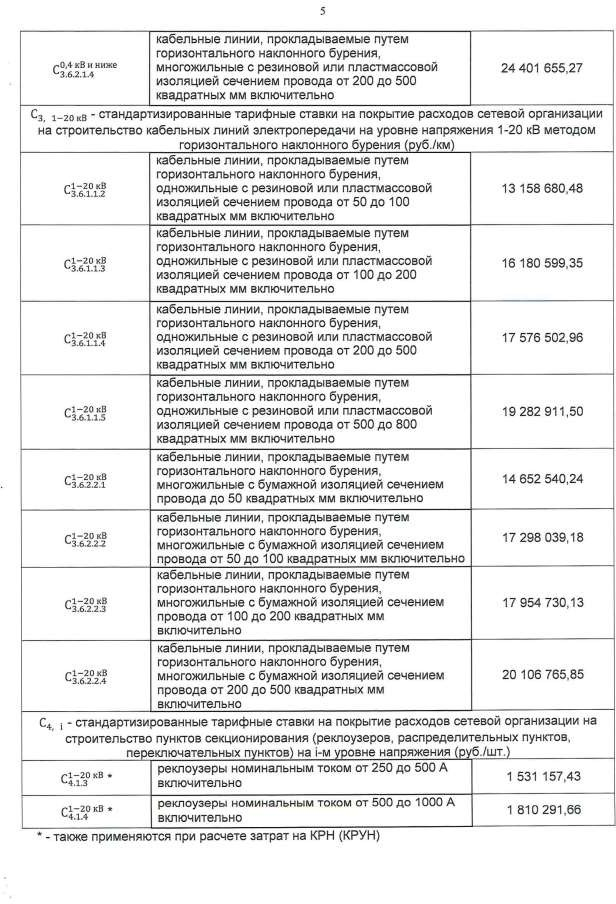 5
кабельные линии, прокладываемые путем
горизонтального наклонного бурения,
C 0,4 кВ и ниже 3.6.2.1.4 многожильные с резиновой или пластмассовой 24 401 655,27
изоляцией сечением провода от 200 до 500
квадратных мм включительно
C3, 1–20 кВ - стандартизированные тарифные ставки на покрытие расходов сетевой организации
на строительство кабельных линий электропередачи на уровне напряжения 1-20 кВ методом
горизонтального наклонного бурения (руб./км)
кабельные линии, прокладываемые путем
горизонтального наклонного бурения,
C 1–20 кВ 3.6.1.1.2 одножильные с резиновой или пластмассовой 13 158 680,48
изоляцией сечением провода от 50 до 100
квадратных мм включительно
кабельные линии, прокладываемые путем
горизонтального наклонного бурения,
C 1–20 кВ 3.6.1.1.3 одножильные с резиновой или пластмассовой 16 180 599,35
изоляцией сечением провода от 100 до 200
квадратных мм включительно
кабельные линии, прокладываемые путем
горизонтального наклонного бурения,
C 1–20 кВ 3.6.1.1.4 одножильные с резиновой или пластмассовой 17 576 502,96
изоляцией сечением провода от 200 до 500
квадратных мм включительно
кабельные линии, прокладываемые путем
горизонтального наклонного бурения,
C 1–20 кВ 3.6.1.1.5 одножильные с резиновой или пластмассовой 19 282 911,50
изоляцией сечением провода от 500 до 800
квадратных мм включительно
кабельные линии, прокладываемые путем
горизонтального наклонного бурения,
C 1–20 кВ 3.6.2.2.1 многожильные с бумажной изоляцией сечением 14 652 540,24
провода до 50 квадратных мм включительно
кабельные линии, прокладываемые путем
горизонтального наклонного бурения,
C 1–20 кВ 3.6.2.2.2 многожильные с бумажной изоляцией сечением 17 298 039,18
провода от 50 до 100 квадратных мм включительно
кабельные линии, прокладываемые путем
горизонтального наклонного бурения,
C 1–20 кВ 3.6.2.2.3 многожильные с бумажной изоляцией сечением 17 954 730,13
провода от 100 до 200 квадратных мм
включительно
кабельные линии, прокладываемые путем
горизонтального наклонного бурения,
C 1–20 кВ 3.6.2.2.4 многожильные с бумажной изоляцией сечением 20 106 765,85
провода от 200 до 500 квадратных мм
включительно
C4, i - стандартизированные тарифные ставки на покрытие расходов сетевой организации на
строительство пунктов секционирования (реклоузеров, распределительных пунктов,
переключательных пунктов) на i-м уровне напряжения (руб./шт.)
C 1–20 кВ * 4.1.3 реклоузеры номинальным током от 250 до 500 А 1 531 157,43
включительно
C 1–20 кВ * 4.1.4 реклоузеры номинальным током от 500 до 1000 А 1 810 291,66
включительно
* - также применяются при расчете затрат на КРН (КРУН)